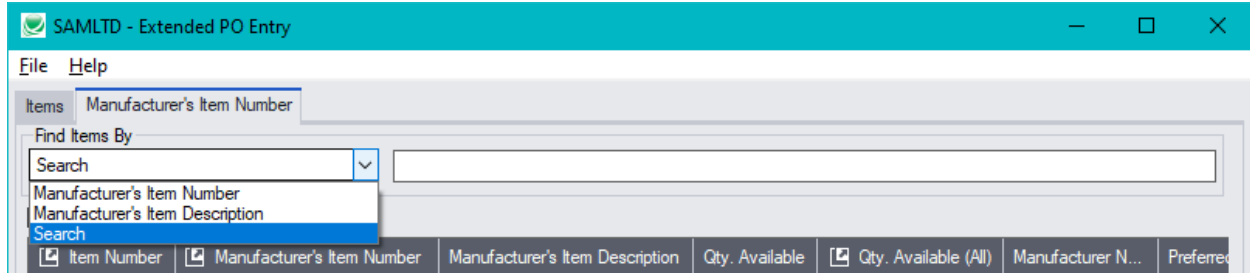 SAMLTD - Extended PO Entry
File Help
Items Manufacturer's Item Number
Find Items By
Search
Manufacturer's Item Number
Manufacturer's Item Description
Search
Item Number Manufacturer's Item Number Manufacturer's Item Description Qty. Available Qty. Available (All) Manufacturer N... Preferred